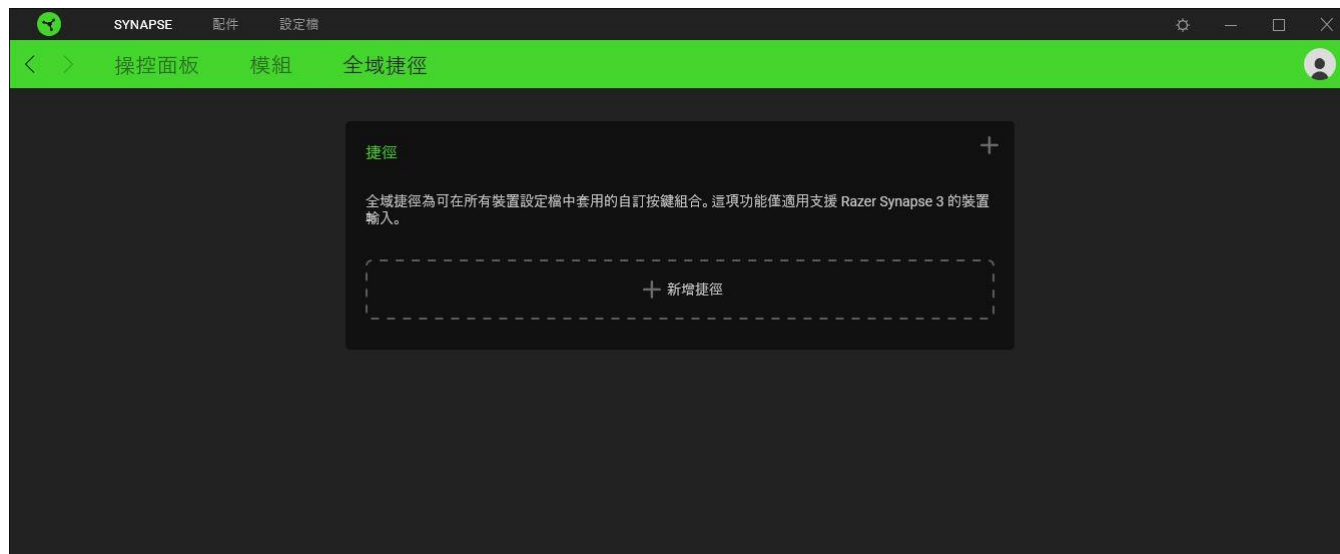 SYNAPSE 配件 設定檔
操控面板 模組 全域捷徑
捷徑
全域捷徑為可在所有裝置設定檔中套用的自訂按鍵組合。這項功能僅適用支援 Razer Synapse 3 的裝置
輸入。
新增捷徑